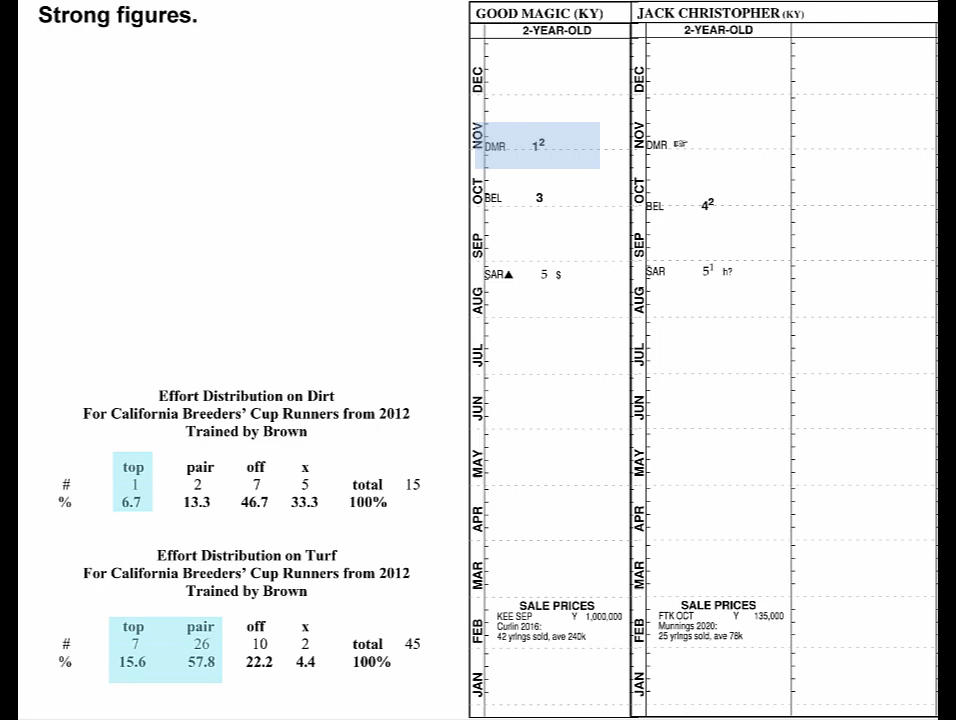 Strong figures.
Effort Distribution on Dirt
For California Breeders' Cup Runners from 2012
Trained by Brown
top pair off x
# 1 2 7 5 total 15
% 6.7 13.3 46.7 33.3 100%
Effort Distribution on Turf
For California Breeders' Cup Runners from 2012
Trained by Brown
top pair off x
# 7 26 10 2 total 45
% 15.6 57.8 22.2 4.4 100%
GOOD MAGIC (KY)
2-YEAR-OLD
DEC
NOV
DMR 1²
OCT
BEL 3
SEP
SAR▲ 5 $
AUG
JUL
JUN
MAY
APR
MAR
FEB
SALE PRICES
KEE SEP Y 1,000,000
Curlin 2016:
42 yrlngs sold, ave 240k
JAN
JACK CHRISTOPHER (KY)
2-YEAR-OLD
DEC
NOV
DMR ☞
OCT
BEL 4²
SEP
SAR 5¹ h?
AUG
JUL
JUN
MAY
APR
MAR
FEB
SALE PRICES
FTK OCT Y 135,000
Munnings 2020:
25 yrlngs sold, ave 76k
JAN